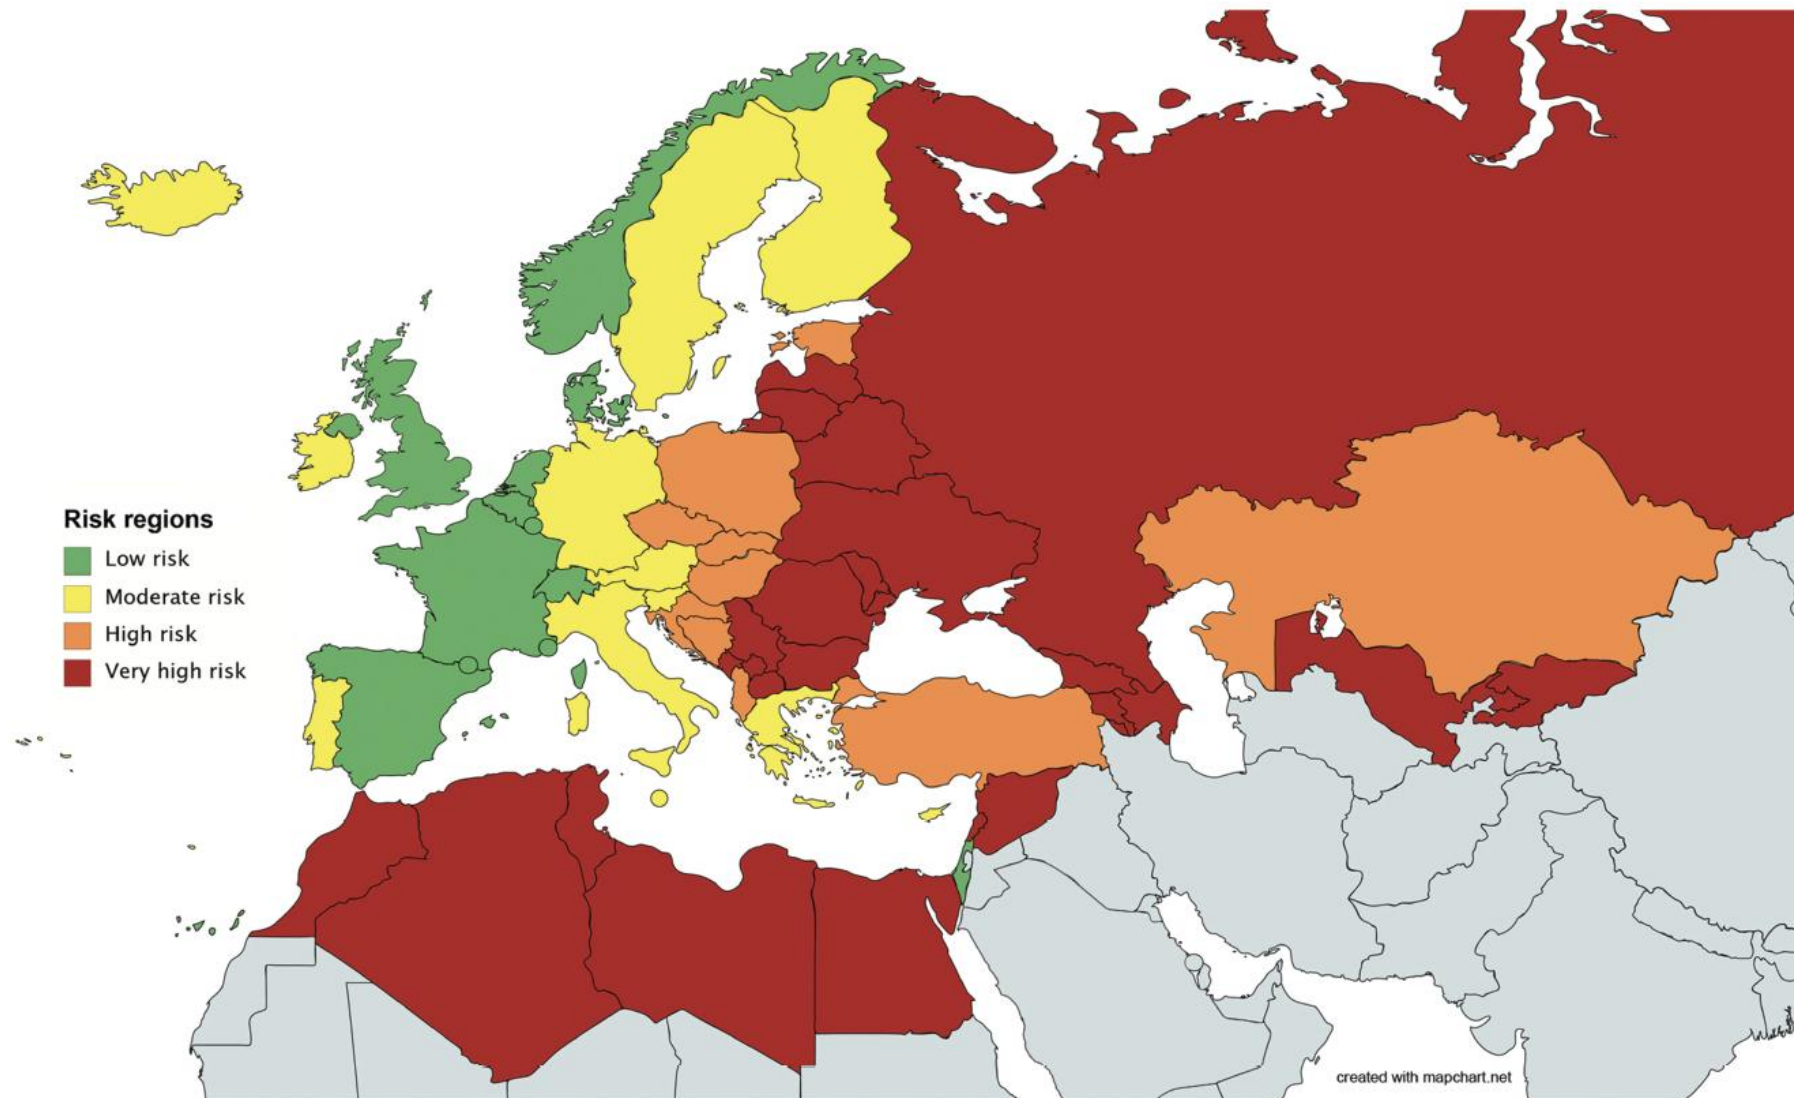 Risk regions
Low risk
Moderate risk
High risk
Very high risk
created with mapchart.net